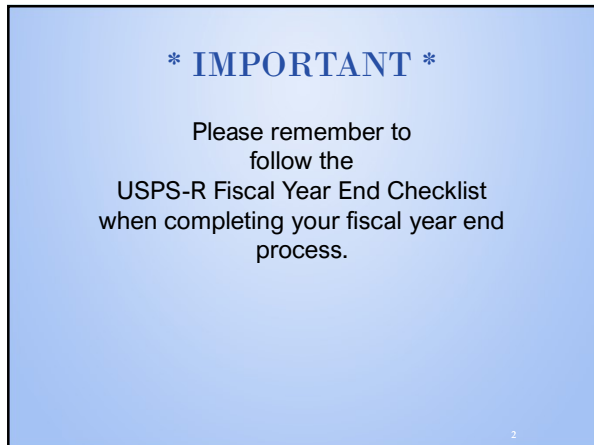 * IMPORTANT *
Please remember to
follow the
USPS-R Fiscal Year End Checklist
when completing your fiscal year end
process.
2